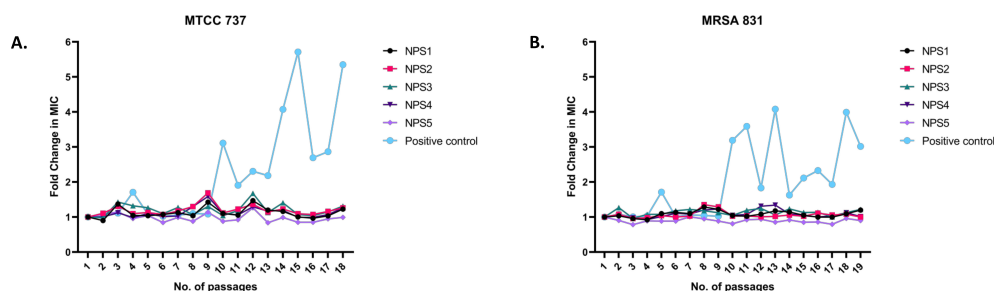 A.
MTCC 737
Fold Change in MIC
6
5
4
3
2
1
0
1 2 3 4 5 6 7 8 9 10 11 12 13 14 15 16 17 18
No. of passages
NPS1
NPS2
NPS3
NPS4
NPS5
Positive control
B.
MRSA 831
Fold Change in MIC
6
5
4
3
2
1
0
1 2 3 4 5 6 7 8 9 10 11 12 13 14 15 16 17 18 19
No. of passages
NPS1
NPS2
NPS3
NPS4
NPS5
Positive control